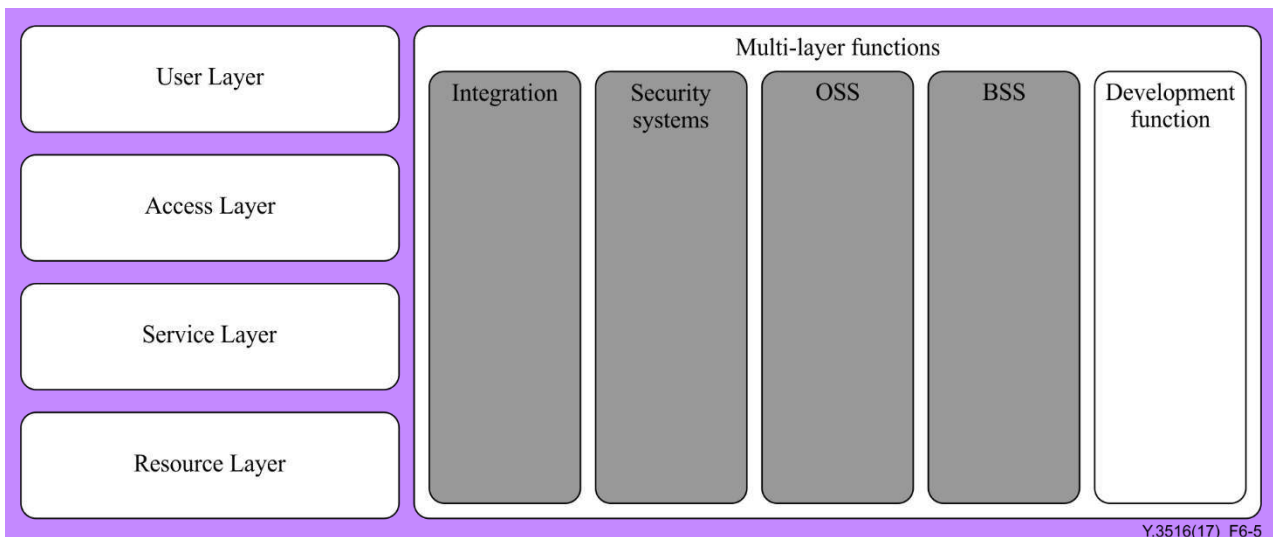 User Layer
Access Layer
Service Layer
Resource Layer
Multi-layer functions
Integration
Security
systems
OSS
BSS
Development
function
Y.3516(17)_F6-5